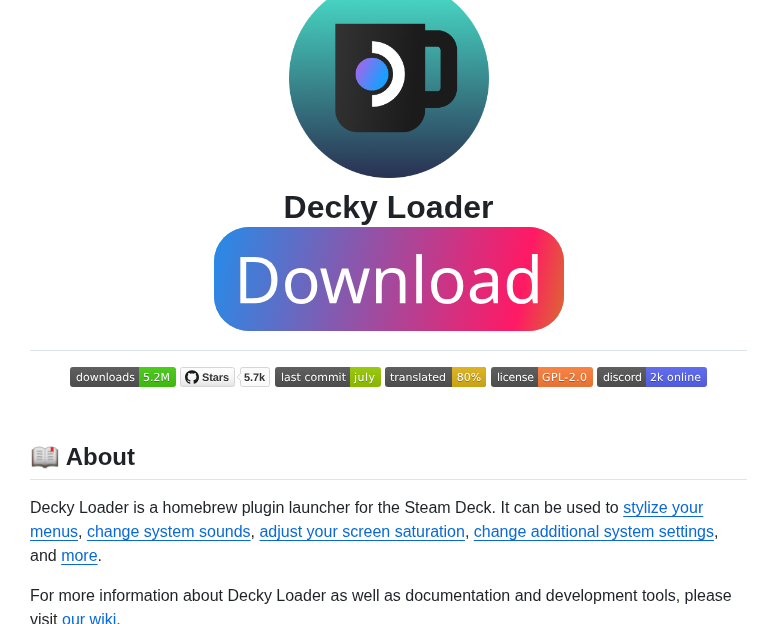 Decky Loader
Download
downloads 5.2M Stars 5.7k last commit july translated 80% license GPL-2.0 discord 2k online
About
Decky Loader is a homebrew plugin launcher for the Steam Deck. It can be used to stylize your
menus, change system sounds, adjust your screen saturation, change additional system settings,
and more.
For more information about Decky Loader as well as documentation and development tools, please
visit our wiki.